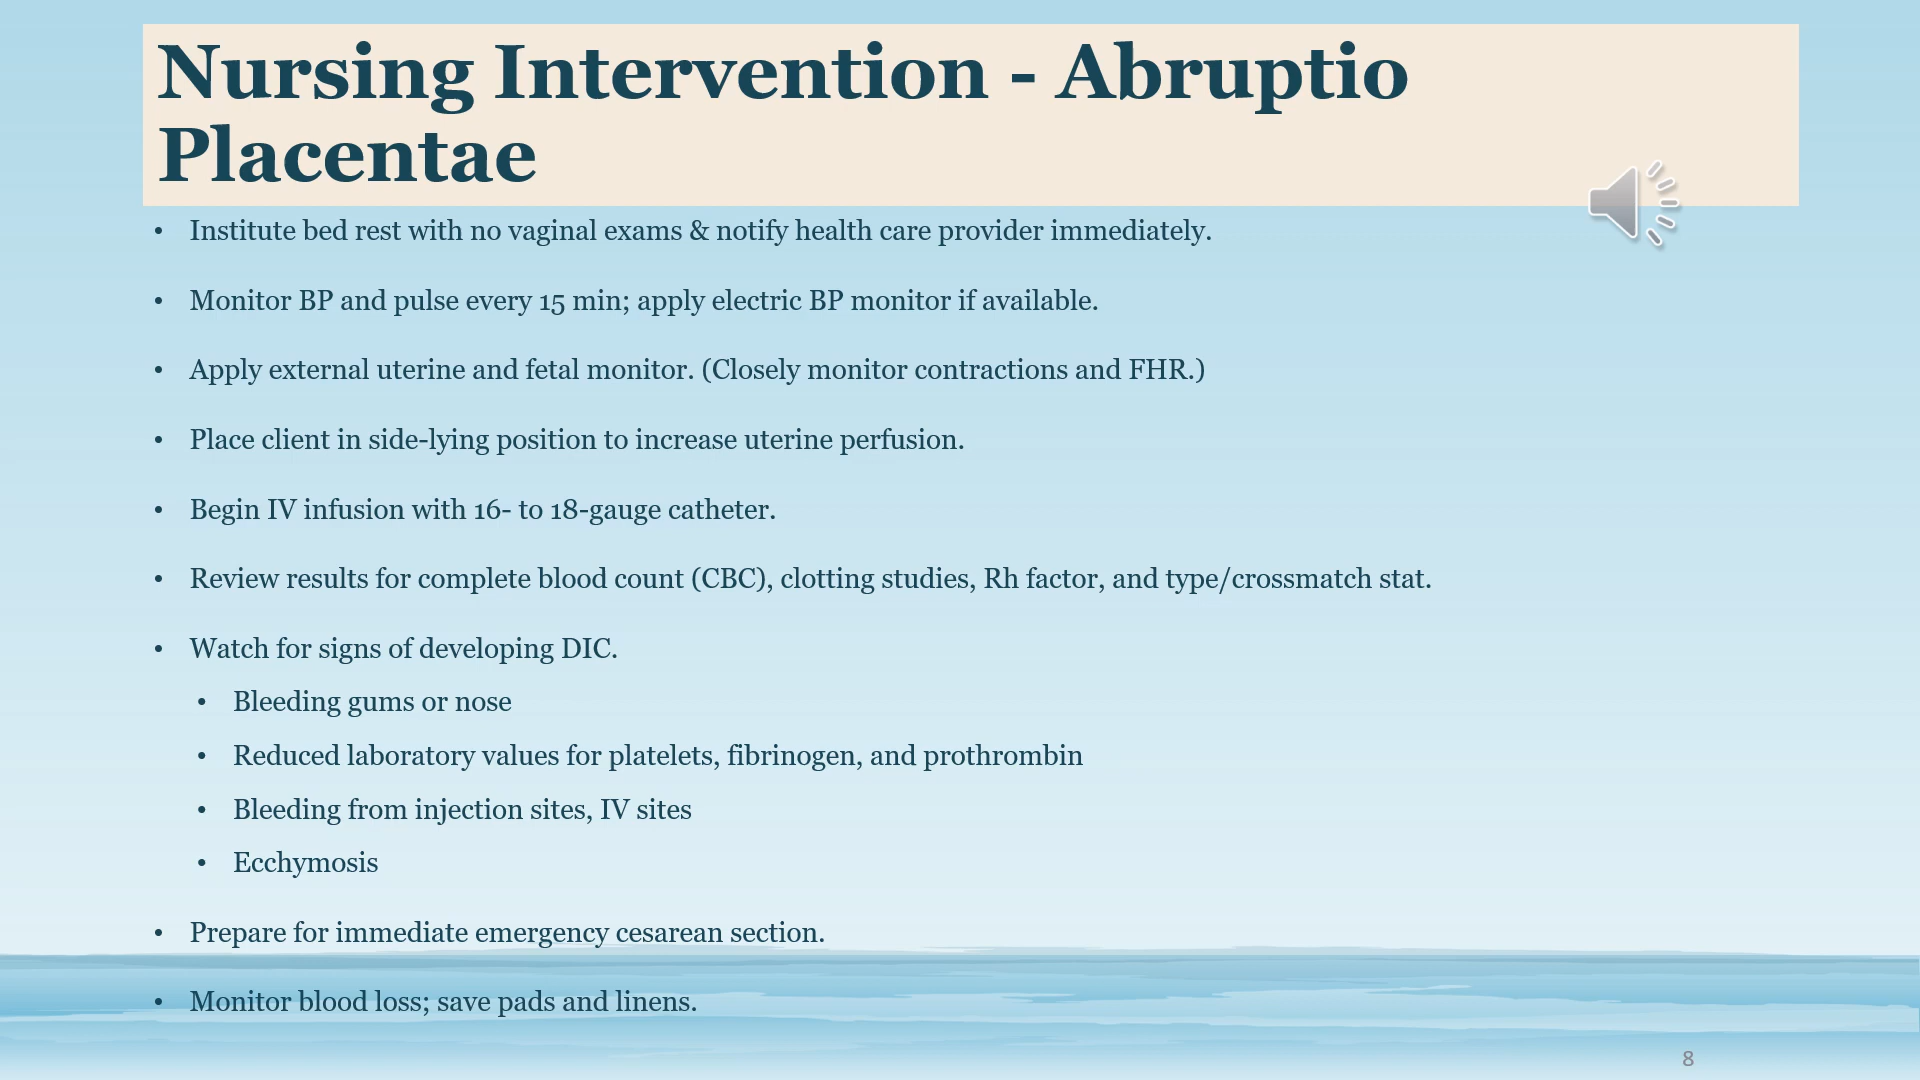 Nursing Intervention - Abruptio
Placentae
• Institute bed rest with no vaginal exams & notify health care provider immediately.
• Monitor BP and pulse every 15 min; apply electric BP monitor if available.
• Apply external uterine and fetal monitor. (Closely monitor contractions and FHR.)
• Place client in side-lying position to increase uterine perfusion.
• Begin IV infusion with 16- to 18-gauge catheter.
• Review results for complete blood count (CBC), clotting studies, Rh factor, and type/crossmatch stat.
• Watch for signs of developing DIC.
• Bleeding gums or nose
• Reduced laboratory values for platelets, fibrinogen, and prothrombin
• Bleeding from injection sites, IV sites
• Ecchymosis
• Prepare for immediate emergency cesarean section.
• Monitor blood loss; save pads and linens.
8